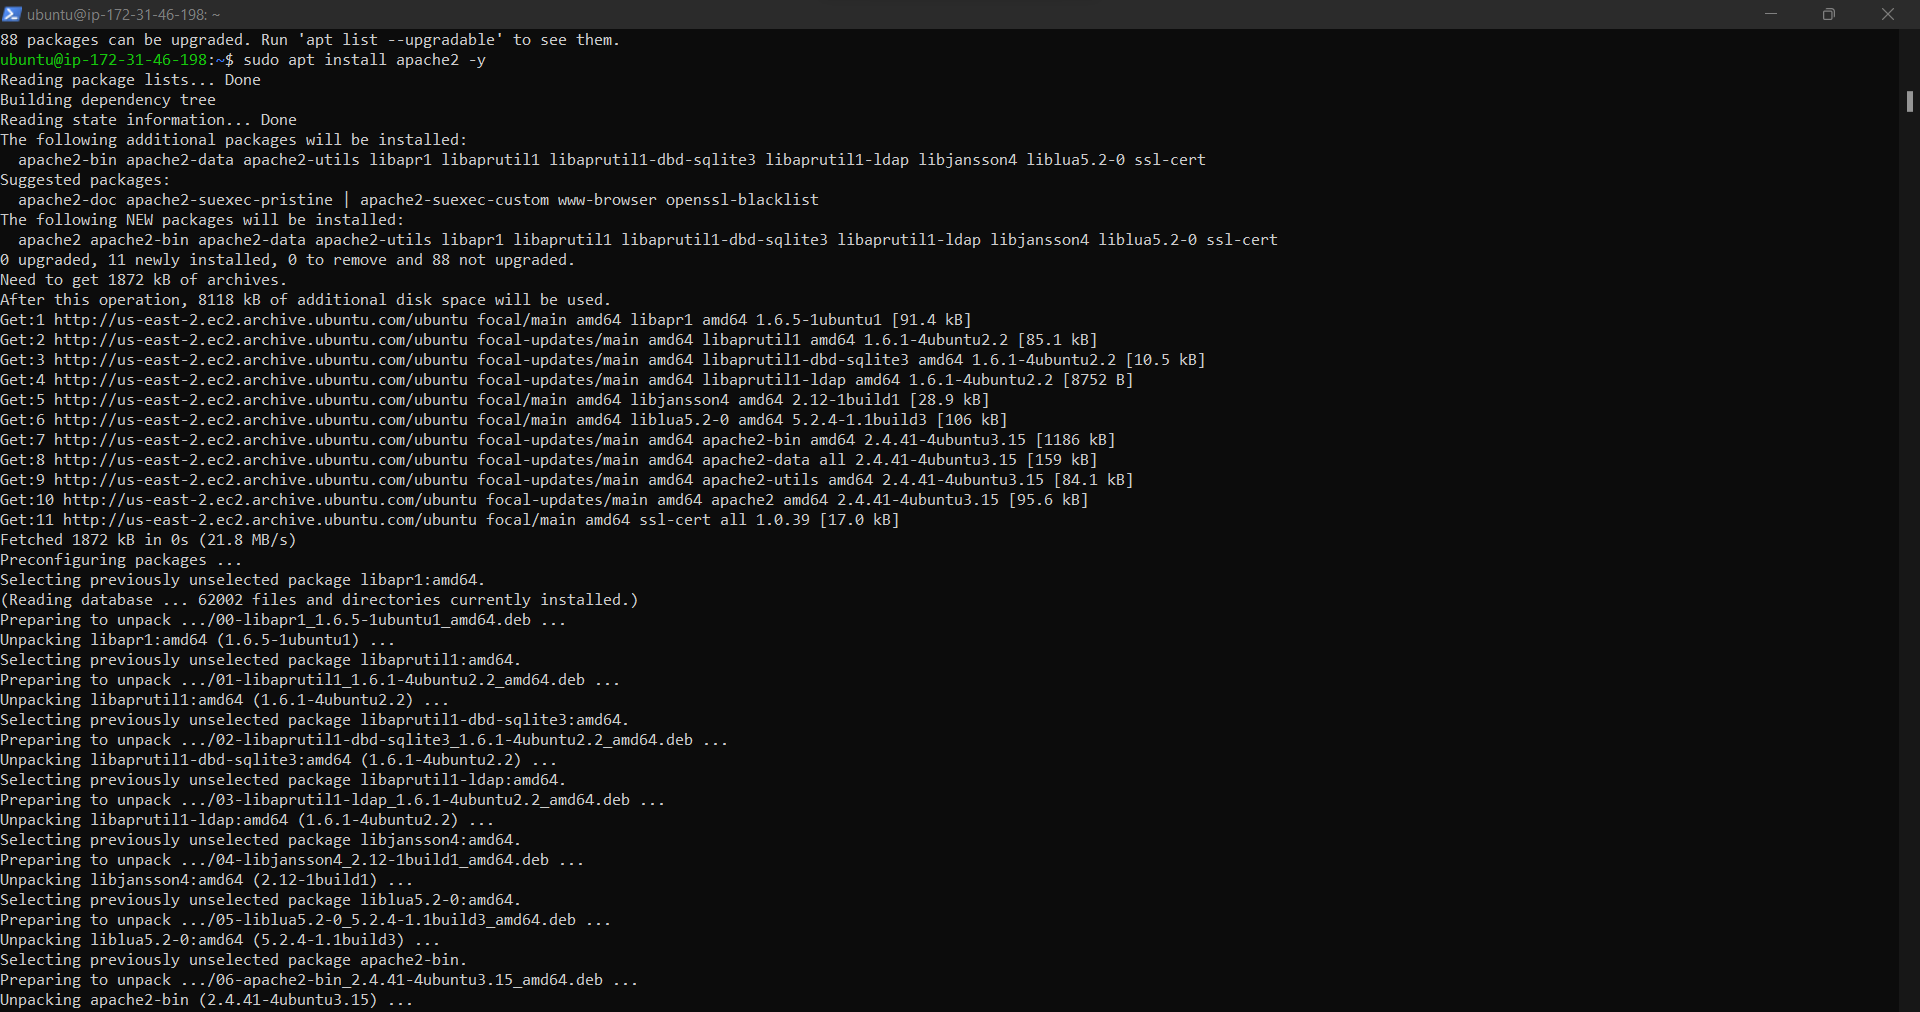 ubuntu@ip-172-31-46-198: ~
88 packages can be upgraded. Run 'apt list --upgradable' to see them.
ubuntu@ip-172-31-46-198:~$ sudo apt install apache2 -y
Reading package lists... Done
Building dependency tree
Reading state information... Done
The following additional packages will be installed:
  apache2-bin apache2-data apache2-utils libapr1 libaprutil1 libaprutil1-dbd-sqlite3 libaprutil1-ldap libjansson4 liblua5.2-0 ssl-cert
Suggested packages:
  apache2-doc apache2-suexec-pristine | apache2-suexec-custom www-browser openssl-blacklist
The following NEW packages will be installed:
  apache2 apache2-bin apache2-data apache2-utils libapr1 libaprutil1 libaprutil1-dbd-sqlite3 libaprutil1-ldap libjansson4 liblua5.2-0 ssl-cert
0 upgraded, 11 newly installed, 0 to remove and 88 not upgraded.
Need to get 1872 kB of archives.
After this operation, 8118 kB of additional disk space will be used.
Get:1 http://us-east-2.ec2.archive.ubuntu.com/ubuntu focal/main amd64 libapr1 amd64 1.6.5-1ubuntu1 [91.4 kB]
Get:2 http://us-east-2.ec2.archive.ubuntu.com/ubuntu focal-updates/main amd64 libaprutil1 amd64 1.6.1-4ubuntu2.2 [85.1 kB]
Get:3 http://us-east-2.ec2.archive.ubuntu.com/ubuntu focal-updates/main amd64 libaprutil1-dbd-sqlite3 amd64 1.6.1-4ubuntu2.2 [10.5 kB]
Get:4 http://us-east-2.ec2.archive.ubuntu.com/ubuntu focal-updates/main amd64 libaprutil1-ldap amd64 1.6.1-4ubuntu2.2 [8752 B]
Get:5 http://us-east-2.ec2.archive.ubuntu.com/ubuntu focal/main amd64 libjansson4 amd64 2.12-1build1 [28.9 kB]
Get:6 http://us-east-2.ec2.archive.ubuntu.com/ubuntu focal/main amd64 liblua5.2-0 amd64 5.2.4-1.1build3 [106 kB]
Get:7 http://us-east-2.ec2.archive.ubuntu.com/ubuntu focal-updates/main amd64 apache2-bin amd64 2.4.41-4ubuntu3.15 [1186 kB]
Get:8 http://us-east-2.ec2.archive.ubuntu.com/ubuntu focal-updates/main amd64 apache2-data all 2.4.41-4ubuntu3.15 [159 kB]
Get:9 http://us-east-2.ec2.archive.ubuntu.com/ubuntu focal-updates/main amd64 apache2-utils amd64 2.4.41-4ubuntu3.15 [84.1 kB]
Get:10 http://us-east-2.ec2.archive.ubuntu.com/ubuntu focal-updates/main amd64 apache2 amd64 2.4.41-4ubuntu3.15 [95.6 kB]
Get:11 http://us-east-2.ec2.archive.ubuntu.com/ubuntu focal/main amd64 ssl-cert all 1.0.39 [17.0 kB]
Fetched 1872 kB in 0s (21.8 MB/s)
Preconfiguring packages ...
Selecting previously unselected package libapr1:amd64.
(Reading database ... 62002 files and directories currently installed.)
Preparing to unpack .../00-libapr1_1.6.5-1ubuntu1_amd64.deb ...
Unpacking libapr1:amd64 (1.6.5-1ubuntu1) ...
Selecting previously unselected package libaprutil1:amd64.
Preparing to unpack .../01-libaprutil1_1.6.1-4ubuntu2.2_amd64.deb ...
Unpacking libaprutil1:amd64 (1.6.1-4ubuntu2.2) ...
Selecting previously unselected package libaprutil1-dbd-sqlite3:amd64.
Preparing to unpack .../02-libaprutil1-dbd-sqlite3_1.6.1-4ubuntu2.2_amd64.deb ...
Unpacking libaprutil1-dbd-sqlite3:amd64 (1.6.1-4ubuntu2.2) ...
Selecting previously unselected package libaprutil1-ldap:amd64.
Preparing to unpack .../03-libaprutil1-ldap_1.6.1-4ubuntu2.2_amd64.deb ...
Unpacking libaprutil1-ldap:amd64 (1.6.1-4ubuntu2.2) ...
Selecting previously unselected package libjansson4:amd64.
Preparing to unpack .../04-libjansson4_2.12-1build1_amd64.deb ...
Unpacking libjansson4:amd64 (2.12-1build1) ...
Selecting previously unselected package liblua5.2-0:amd64.
Preparing to unpack .../05-liblua5.2-0_5.2.4-1.1build3_amd64.deb ...
Unpacking liblua5.2-0:amd64 (5.2.4-1.1build3) ...
Selecting previously unselected package apache2-bin.
Preparing to unpack .../06-apache2-bin_2.4.41-4ubuntu3.15_amd64.deb ...
Unpacking apache2-bin (2.4.41-4ubuntu3.15) ...